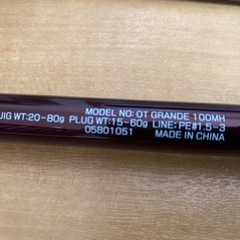 MODEL NO: OT GRANDE 100MH
JIG WT:20-80g PLUG WT:15-60g LINE: PE#1.5-3
05801051 MADE IN CHINA